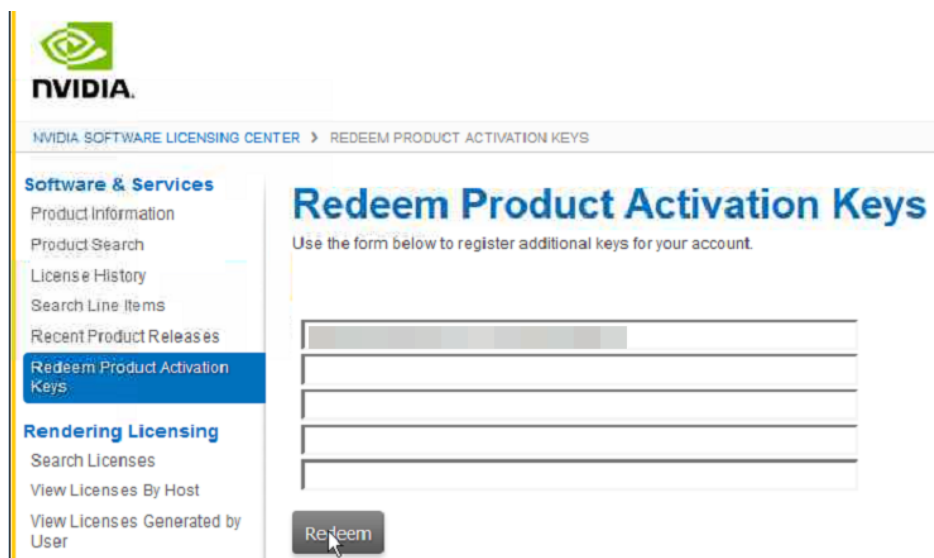 NVIDIA.
NVIDIA SOFTWARE LICENSING CENTER > REDEEM PRODUCT ACTIVATION KEYS
Software & Services
Product Information
Product Search
License History
Search Line Items
Recent Product Releases
Redeem Product Activation
Keys
Rendering Licensing
Search Licenses
View Licenses By Host
View Licenses Generated by
User
Redeem Product Activation Keys
Use the form below to register additional keys for your account.
Redeem